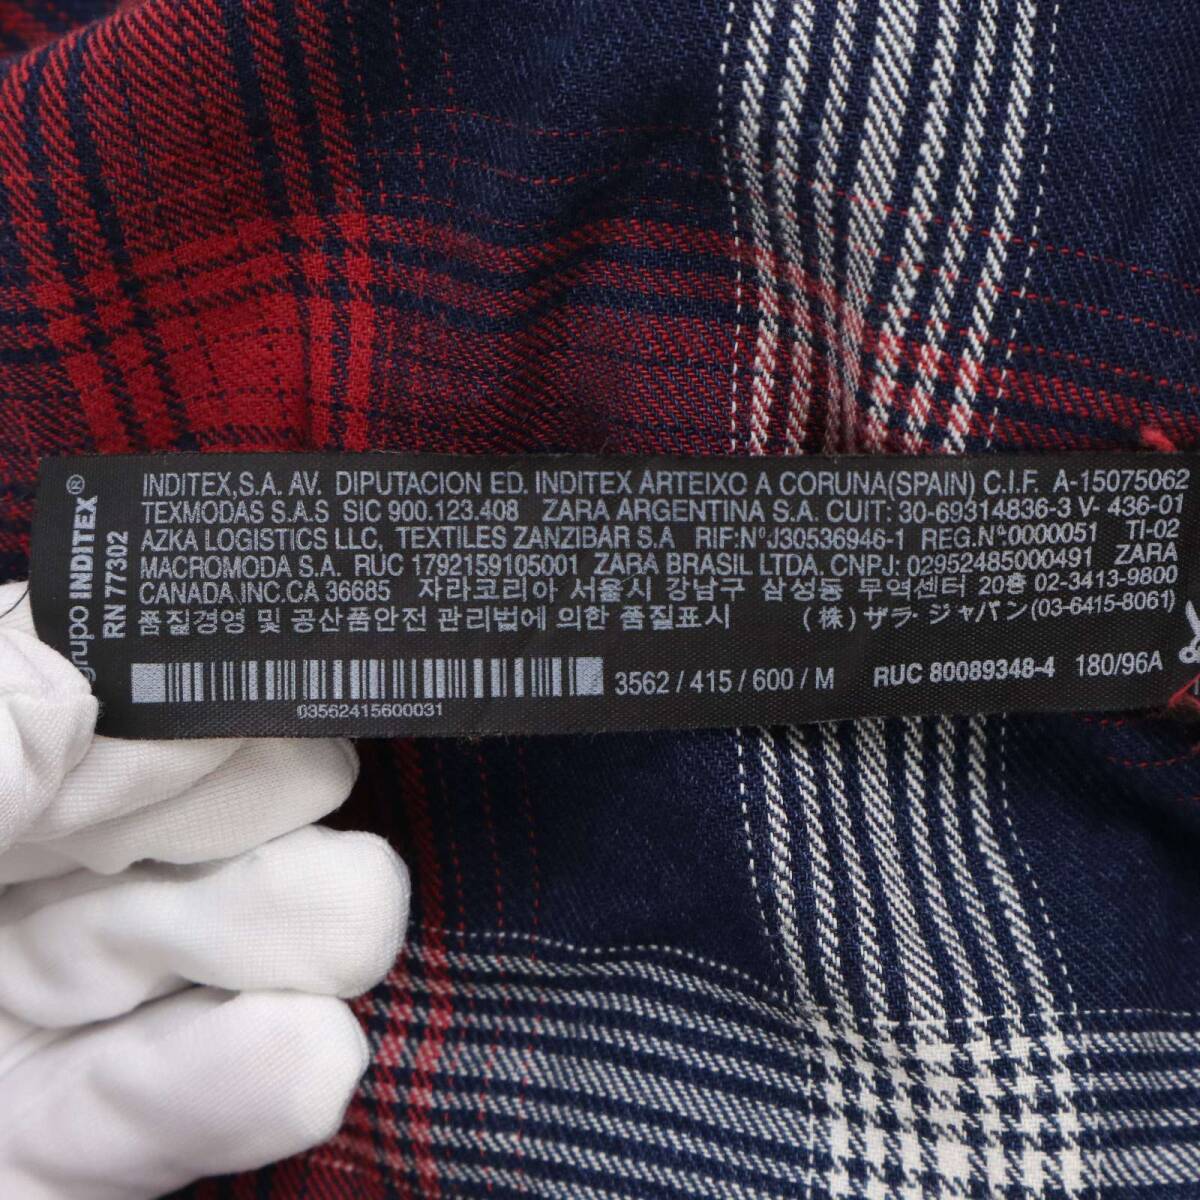 grupo INDITEX®
RN 77302
INDITEX,S.A. AV. DIPUTACION ED. INDITEX ARTEIXO A CORUNA(SPAIN) C.I.F. A-15075062
TEXMODAS S.A.S SIC 900.123.408 ZARA ARGENTINA S.A. CUIT: 30-69314836-3 V- 436-01
AZKA LOGISTICS LLC, TEXTILES ZANZIBAR S.A RIF:NºJ30536946-1 REG.Nº:0000051 TI-02
MACROMODA S.A. RUC 1792159105001 ZARA BRASIL LTDA. CNPJ: 02952485000491 ZARA
CANADA,INC.CA 36685 자라코리아 서울시 강남구 삼성동 무역센터 20층 02-3413-9800
품질경영 및 공산품안전 관리법에 의한 품질표시 (株) ザラ・ジャパン(03-6415-8061)
3562 / 415 / 600 / M RUC 80089348-4 180/96A
03562415600031